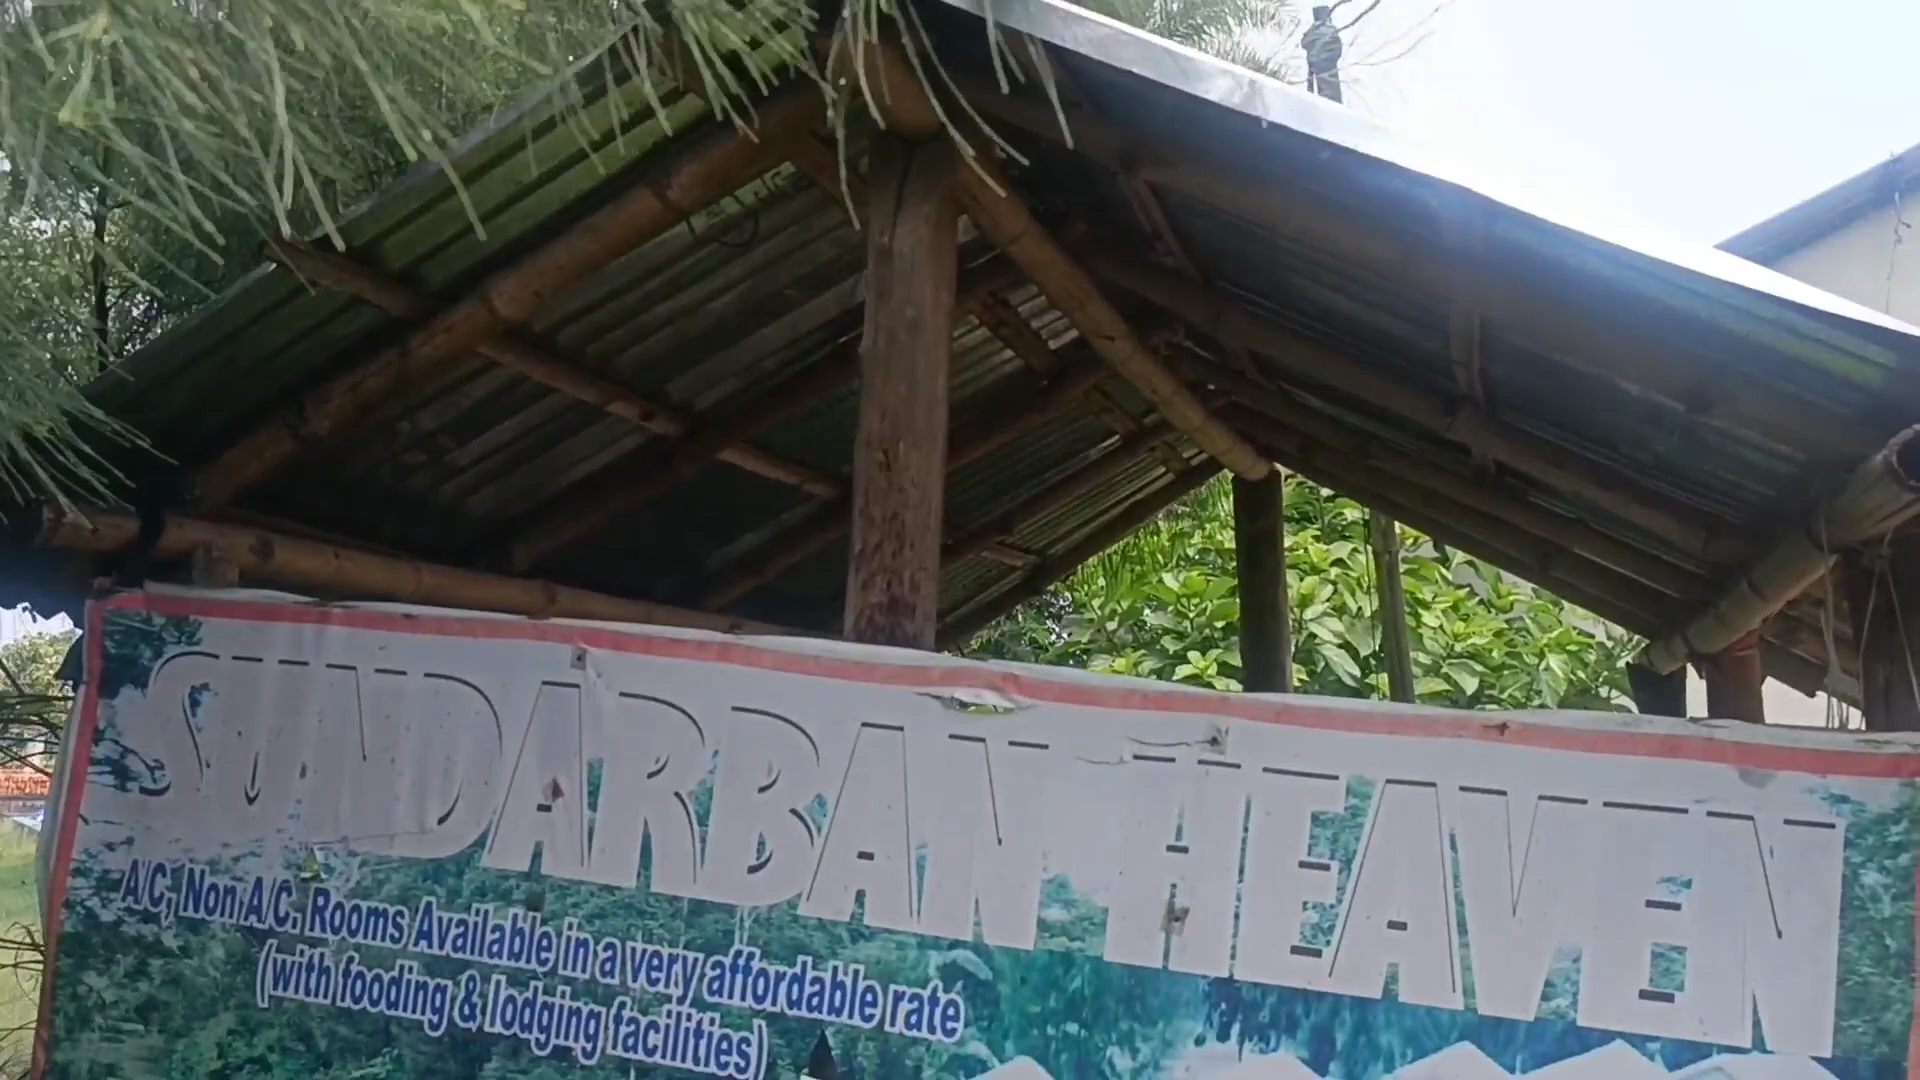 SUNDARBAN HEAVEN
A/C, Non A/C. Rooms Available in a very affordable rate
(with fooding & lodging facilities)